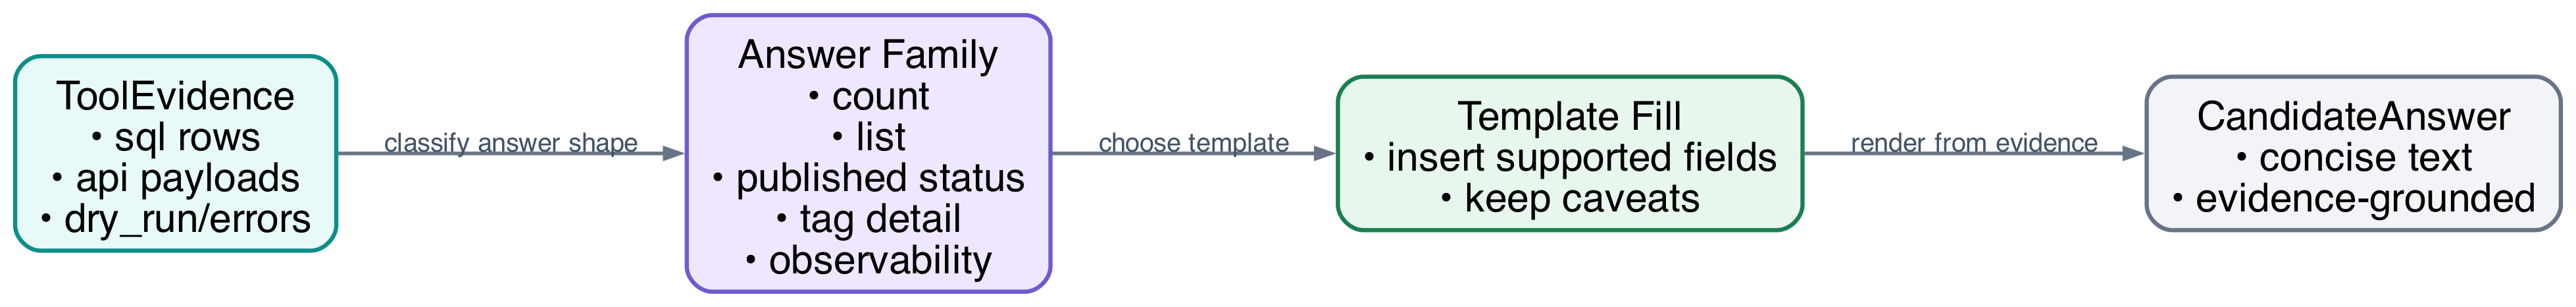 ToolEvidence
• sql rows
• api payloads
• dry_run/errors
classify answer shape
Answer Family
• count
• list
• published status
• tag detail
• observability
choose template
Template Fill
• insert supported fields
• keep caveats
render from evidence
CandidateAnswer
• concise text
• evidence-grounded